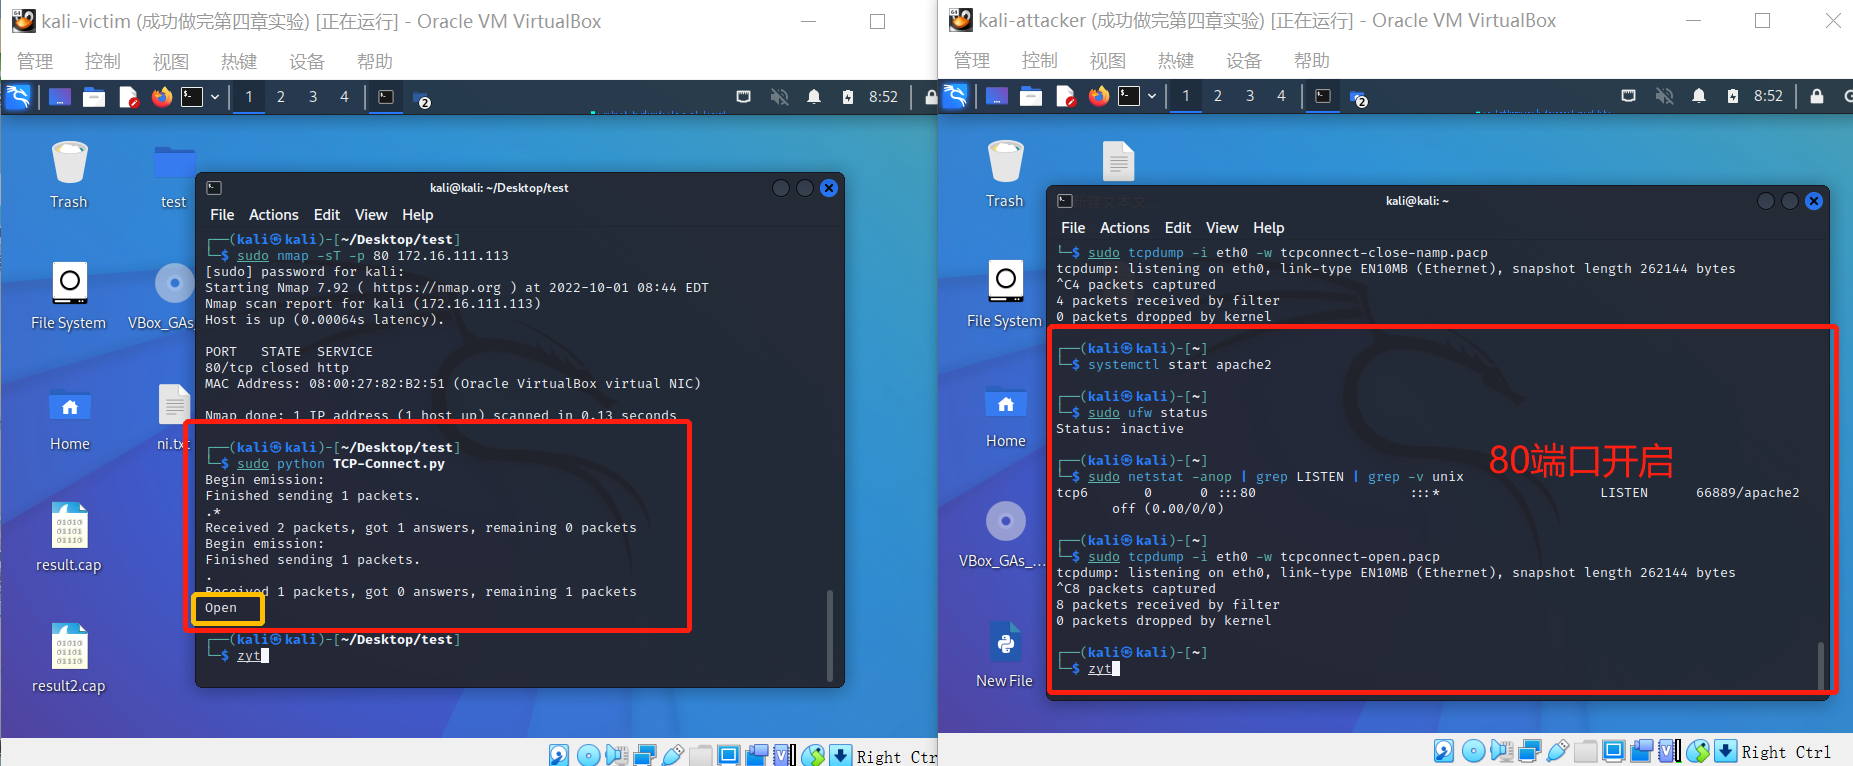 kali-victim (成功做完第四章实验) [正在运行] - Oracle VM VirtualBox
管理 控制 视图 热键 设备 帮助
1 2 3 4 2 8:52
Trash
test
File System
VBox_GAs_
Home
ni.txt
result.cap
result2.cap
kali@kali: ~/Desktop/test
File Actions Edit View Help
┌──(kali㉿kali)-[~/Desktop/test]
└─$ sudo nmap -sT -p 80 172.16.111.113
[sudo] password for kali:
Starting Nmap 7.92 ( https://nmap.org ) at 2022-10-01 08:44 EDT
Nmap scan report for kali (172.16.111.113)
Host is up (0.00064s latency).
PORT STATE SERVICE
80/tcp closed http
MAC Address: 08:00:27:82:B2:51 (Oracle VirtualBox virtual NIC)
Nmap done: 1 IP address (1 host up) scanned in 0.13 seconds
┌──(kali㉿kali)-[~/Desktop/test]
└─$ sudo python TCP-Connect.py
Begin emission:
Finished sending 1 packets.
.*
Received 2 packets, got 1 answers, remaining 0 packets
Begin emission:
Finished sending 1 packets.
.
Received 1 packets, got 0 answers, remaining 1 packets
Open
┌──(kali㉿kali)-[~/Desktop/test]
└─$ zyt
Right Ctr
kali-attacker (成功做完第四章实验) [正在运行] - Oracle VM VirtualBox
管理 控制 视图 热键 设备 帮助
1 2 3 4 2 8:52
Trash
File System
Home
VBox_GAs_...
New File
kali@kali: ~
File Actions Edit View Help
└─$ sudo tcpdump -i eth0 -w tcpconnect-close-namp.pacp
tcpdump: listening on eth0, link-type EN10MB (Ethernet), snapshot length 262144 bytes
^C4 packets captured
4 packets received by filter
0 packets dropped by kernel
┌──(kali㉿kali)-[~]
└─$ systemctl start apache2
┌──(kali㉿kali)-[~]
└─$ sudo ufw status
Status: inactive
80端口开启
┌──(kali㉿kali)-[~]
└─$ sudo netstat -anop | grep LISTEN | grep -v unix
tcp6 0 0 :::80 :::* LISTEN 66889/apache2
off (0.00/0/0)
┌──(kali㉿kali)-[~]
└─$ sudo tcpdump -i eth0 -w tcpconnect-open.pacp
tcpdump: listening on eth0, link-type EN10MB (Ethernet), snapshot length 262144 bytes
^C8 packets captured
8 packets received by filter
0 packets dropped by kernel
┌──(kali㉿kali)-[~]
└─$ zyt
Right Ctrl